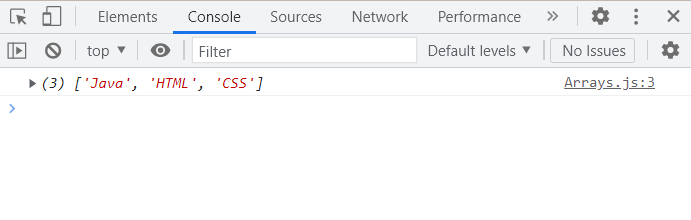 Elements Console Sources Network Performance »
top ▼ Filter Default levels ▼ No Issues
▶ (3) ['Java', 'HTML', 'CSS'] Arrays.js:3
>